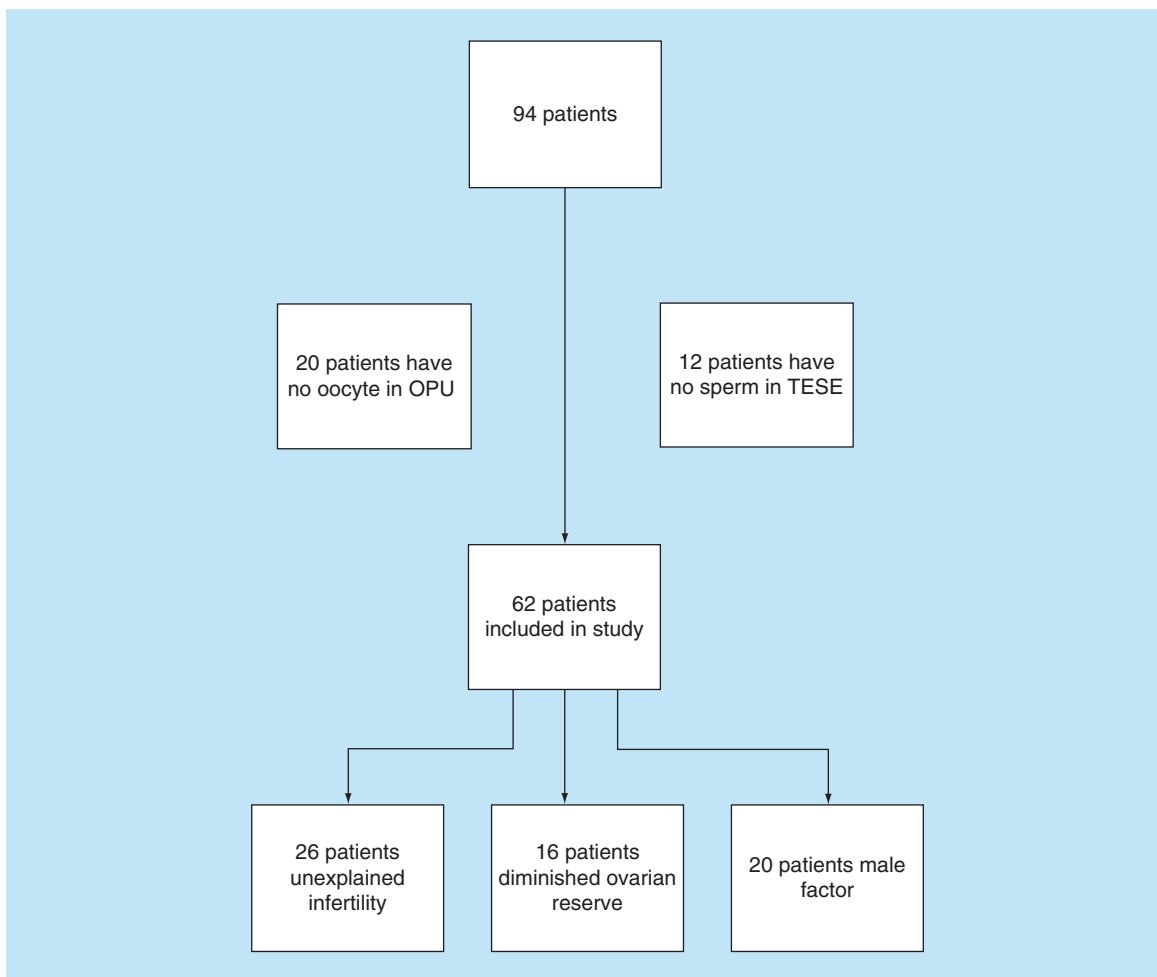 94 patients
20 patients have
no oocyte in OPU
12 patients have
no sperm in TESE
62 patients
included in study
26 patients
unexplained
infertility
16 patients
diminished ovarian
reserve
20 patients male
factor